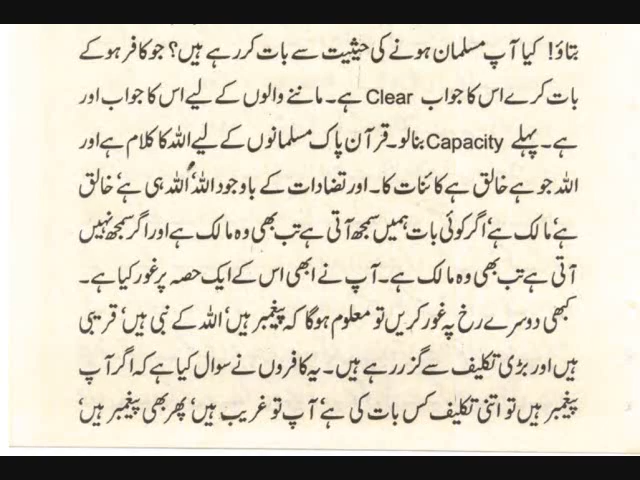 بتاؤ! کیا آپ مسلمان ہونے کی حیثیت سے بات کر رہے ہیں؟ جو کافر ہو کے
بات کرے اس کا جواب Clear ہے۔ ماننے والوں کے لیے اس کا جواب اور
ہے۔ پہلے Capacity بنالو۔ قرآن پاک مسلمانوں کے لیے اللہ کا کلام ہے اور
اللہ جو ہے خالق ہے کائنات کا۔ اور تضادات کے باوجود اللہ‘ اللہ ہی ہے‘ خالق
ہے‘ مالک ہے‘ اگر کوئی بات ہمیں سمجھ آتی ہے تب بھی وہ مالک ہے اور اگر سمجھ نہیں
آتی ہے تب بھی وہ مالک ہے۔ آپ نے ابھی اس کے ایک حصہ پر غور کیا ہے۔
کبھی دوسرے رخ پہ غور کریں تو معلوم ہوگا کہ پیغمبر ہیں‘ اللہ کے نبی ہیں‘ قریبی
ہیں اور بڑی تکلیف سے گزر رہے ہیں۔ یہ کافروں نے سوال کیا ہے کہ اگر آپ
پیغمبر ہیں تو اتنی تکلیف کس بات کی ہے‘ آپ تو غریب ہیں‘ پھر بھی پیغمبر ہیں‘